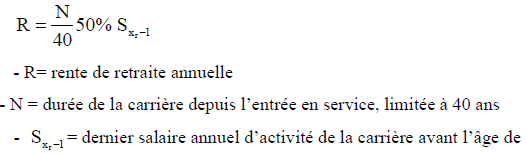 R = N/40 50% S_{x_r-1}
- R= rente de retraite annuelle
- N = durée de la carrière depuis l'entrée en service, limitée à 40 ans
- S_{x_r-1} = dernier salaire annuel d'activité de la carrière avant l'âge de